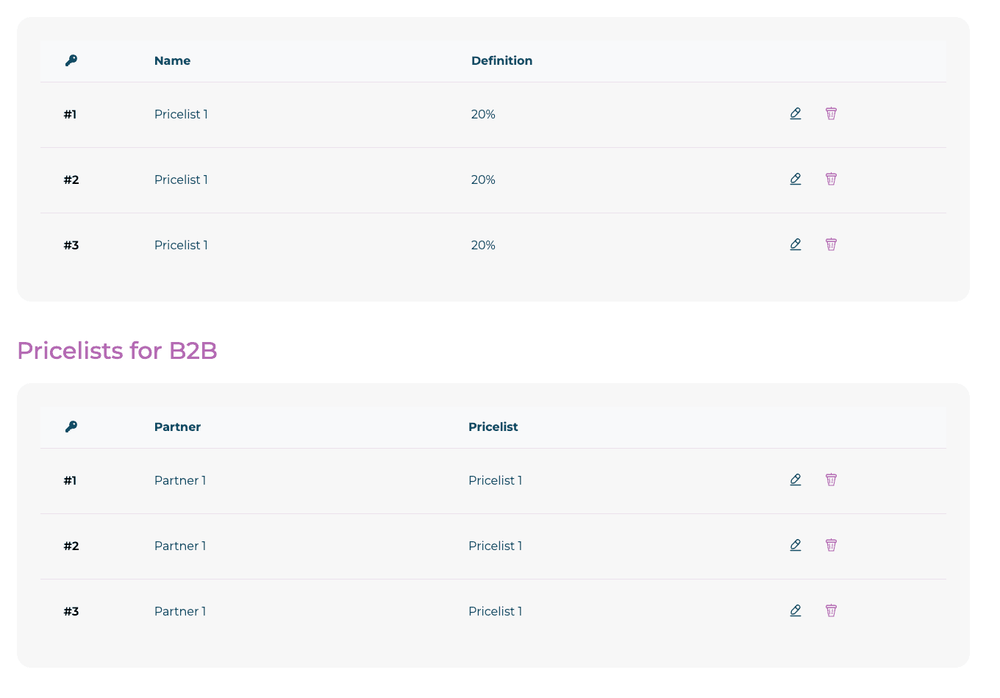 Name Definition
#1 Pricelist 1 20%
#2 Pricelist 1 20%
#3 Pricelist 1 20%
Pricelists for B2B
Partner Pricelist
#1 Partner 1 Pricelist 1
#2 Partner 1 Pricelist 1
#3 Partner 1 Pricelist 1